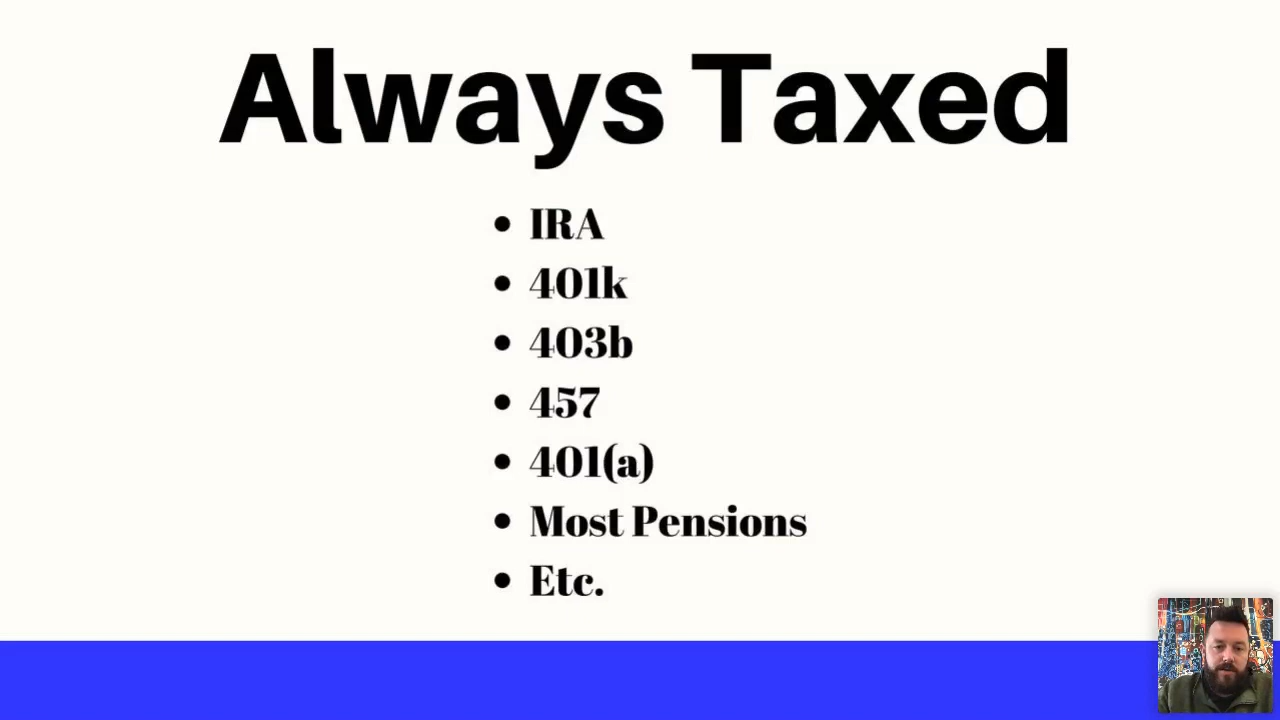 Always Taxed
• IRA
• 401k
• 403b
• 457
• 401(a)
• Most Pensions
• Etc.